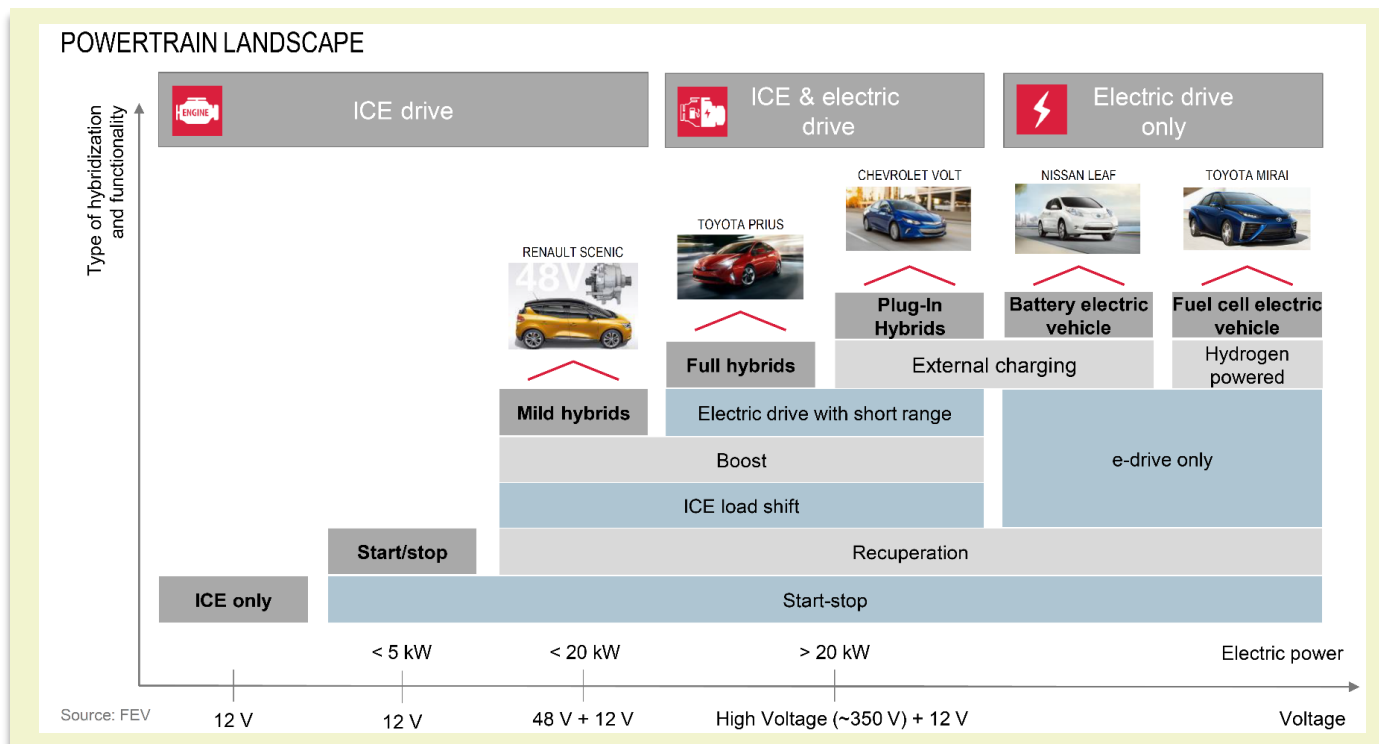 POWERTRAIN LANDSCAPE
Type of hybridization
and functionality
ENGINE
ICE drive
ICE & electric
drive
Electric drive
only
CHEVROLET VOLT
NISSAN LEAF
TOYOTA MIRAI
TOYOTA PRIUS
RENAULT SCENIC
48V
Plug-In
Hybrids
Battery electric
vehicle
Fuel cell electric
vehicle
Full hybrids
External charging
Hydrogen
powered
Mild hybrids
Electric drive with short range
Boost
e-drive only
ICE load shift
Start/stop
Recuperation
ICE only
Start-stop
< 5 kW
< 20 kW
> 20 kW
Electric power
Source: FEV
12 V
12 V
48 V + 12 V
High Voltage (~350 V) + 12 V
Voltage